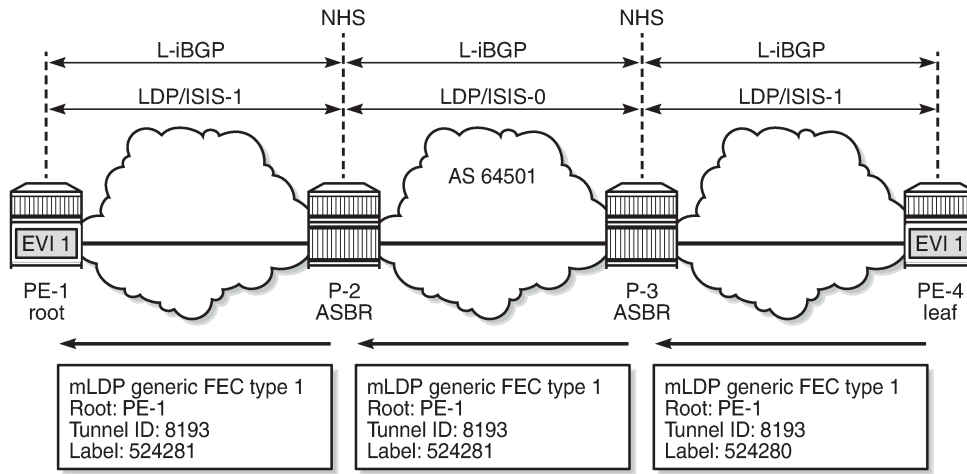 NHS
NHS
L-iBGP
L-iBGP
L-iBGP
LDP/ISIS-1
LDP/ISIS-0
LDP/ISIS-1
AS 64501
EVI 1
EVI 1
PE-1
root
P-2
ASBR
P-3
ASBR
PE-4
leaf
mLDP generic FEC type 1
Root: PE-1
Tunnel ID: 8193
Label: 524281
mLDP generic FEC type 1
Root: PE-1
Tunnel ID: 8193
Label: 524281
mLDP generic FEC type 1
Root: PE-1
Tunnel ID: 8193
Label: 524280